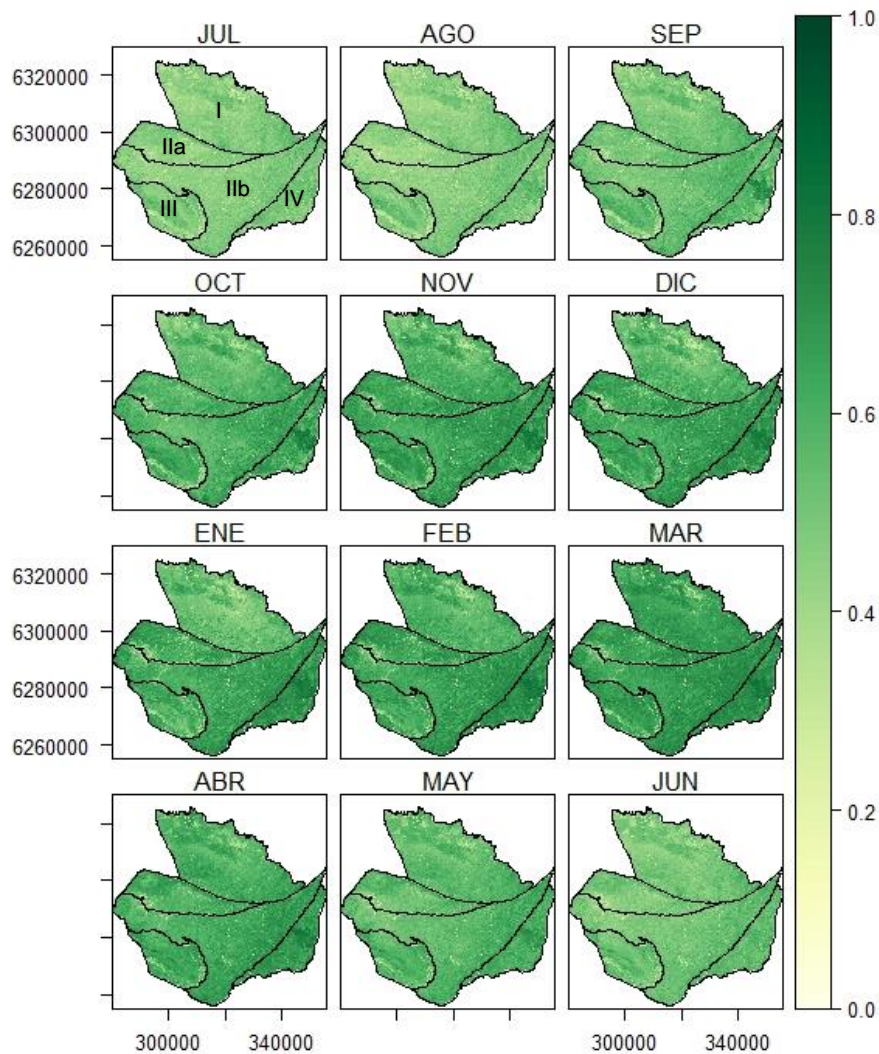 JUL AGO SEP 1.0
6320000
I
6300000
IIa
6280000 IIb
III IV 0.8
6260000
OCT NOV DIC
0.6
ENE FEB MAR
6320000
0.4
6300000
6280000
6260000
ABR MAY JUN
0.2
0.0
300000 340000 300000 340000